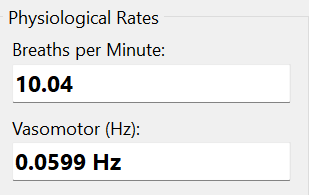 Physiological Rates
Breaths per Minute:
10.04
Vasomotor (Hz):
0.0599 Hz